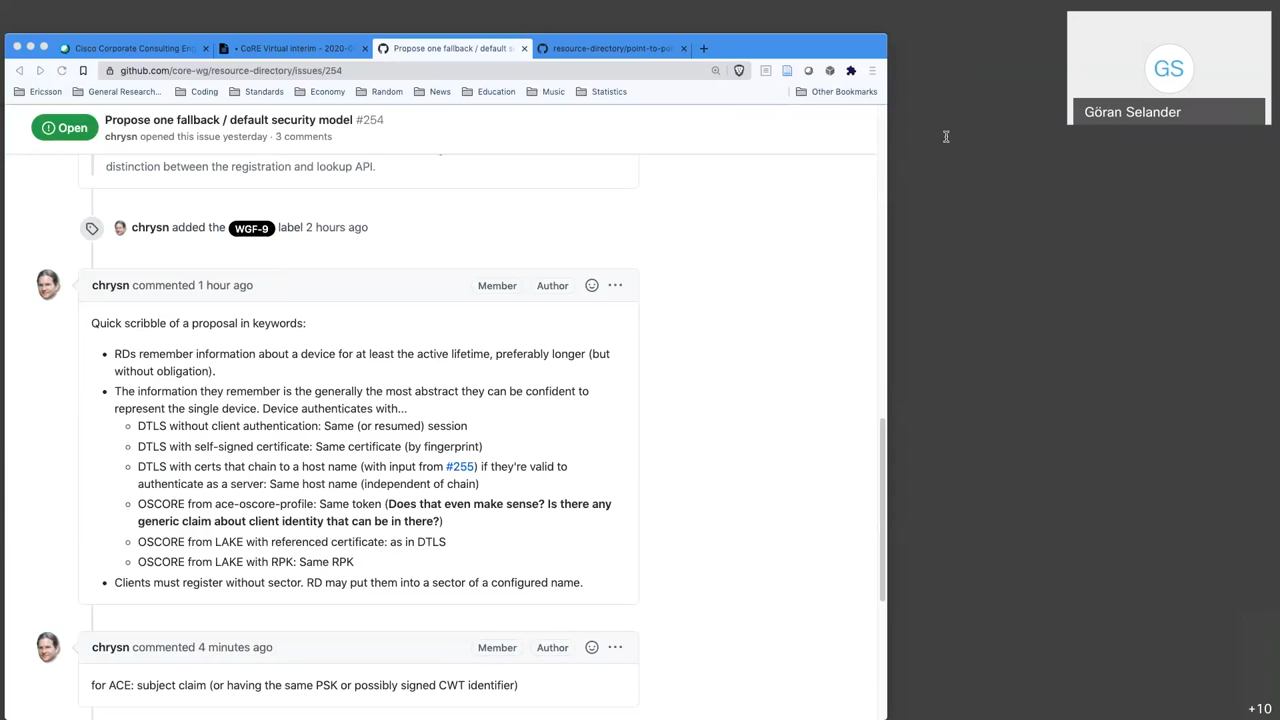 Cisco Corporate Consulting Eng
• CoRE Virtual interim - 2020-0
Propose one fallback / default s
resource-directory/point-to-poi
github.com/core-wg/resource-directory/issues/254
Ericsson
General Research...
Coding
Standards
Economy
Random
News
Education
Music
Statistics
Other Bookmarks
Open
Propose one fallback / default security model #254
chrysn opened this issue yesterday · 3 comments
distinction between the registration and lookup API.
chrysn added the WGF-9 label 2 hours ago
chrysn commented 1 hour ago
Member
Author
Quick scribble of a proposal in keywords:
• RDs remember information about a device for at least the active lifetime, preferably longer (but
without obligation).
• The information they remember is the generally the most abstract they can be confident to
represent the single device. Device authenticates with...
◦ DTLS without client authentication: Same (or resumed) session
◦ DTLS with self-signed certificate: Same certificate (by fingerprint)
◦ DTLS with certs that chain to a host name (with input from #255) if they're valid to
authenticate as a server: Same host name (independent of chain)
◦ OSCORE from ace-oscore-profile: Same token (Does that even make sense? Is there any
generic claim about client identity that can be in there?)
◦ OSCORE from LAKE with referenced certificate: as in DTLS
◦ OSCORE from LAKE with RPK: Same RPK
• Clients must register without sector. RD may put them into a sector of a configured name.
chrysn commented 4 minutes ago
Member
Author
for ACE: subject claim (or having the same PSK or possibly signed CWT identifier)
GS
Göran Selander
+10